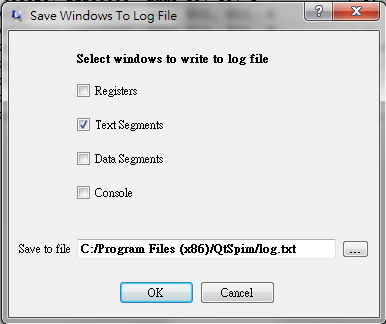 Save Windows To Log File
Select windows to write to log file
Registers
Text Segments
Data Segments
Console
Save to file C:/Program Files (x86)/QtSpim/log.txt ...
OK Cancel